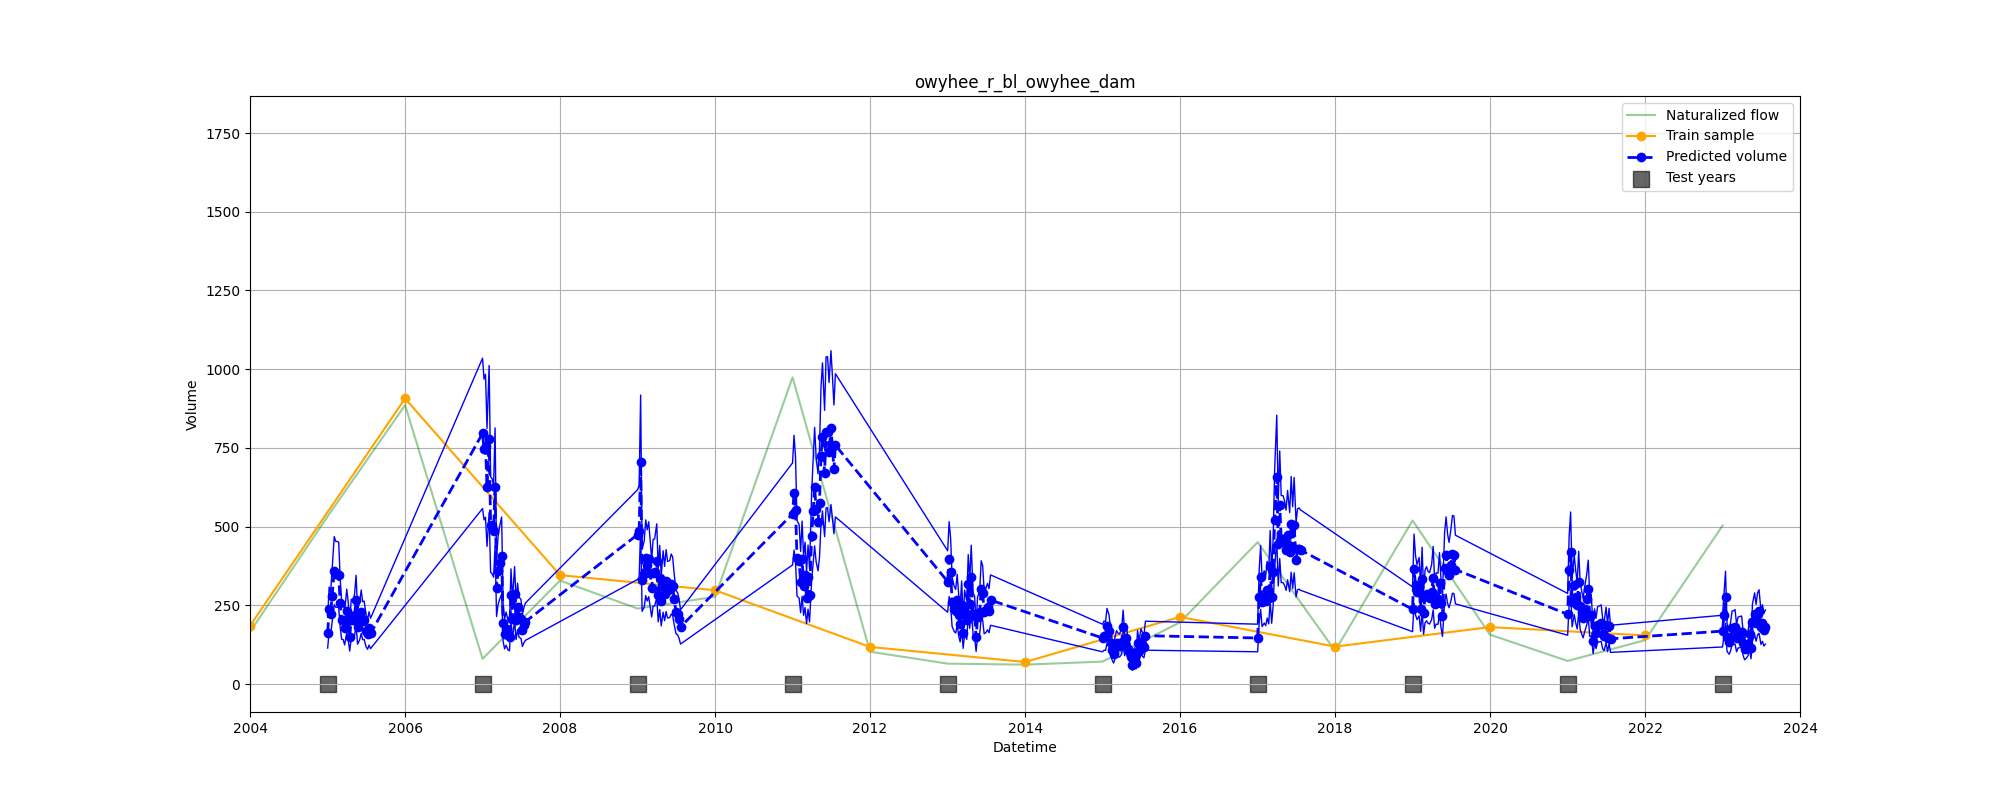 owyhee_r_bl_owyhee_dam
Naturalized flow
Train sample
Predicted volume
Test years
1750
1500
1250
1000
750
500
250
0
Volume
2004 2006 2008 2010 2012 2014 2016 2018 2020 2022 2024
Datetime